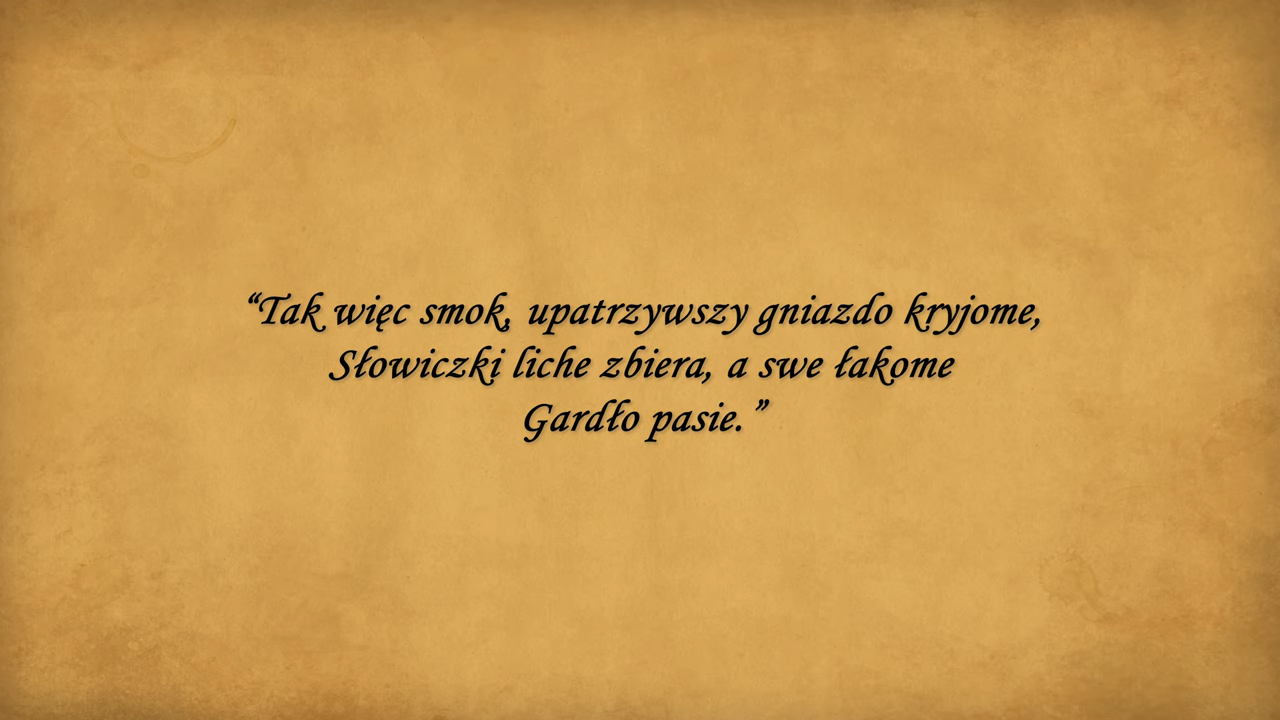 “Tak więc smok, upatrzywszy gniazdo kryjome,
Słowiczki liche zbiera, a swe łakome
Gardło pasie.”